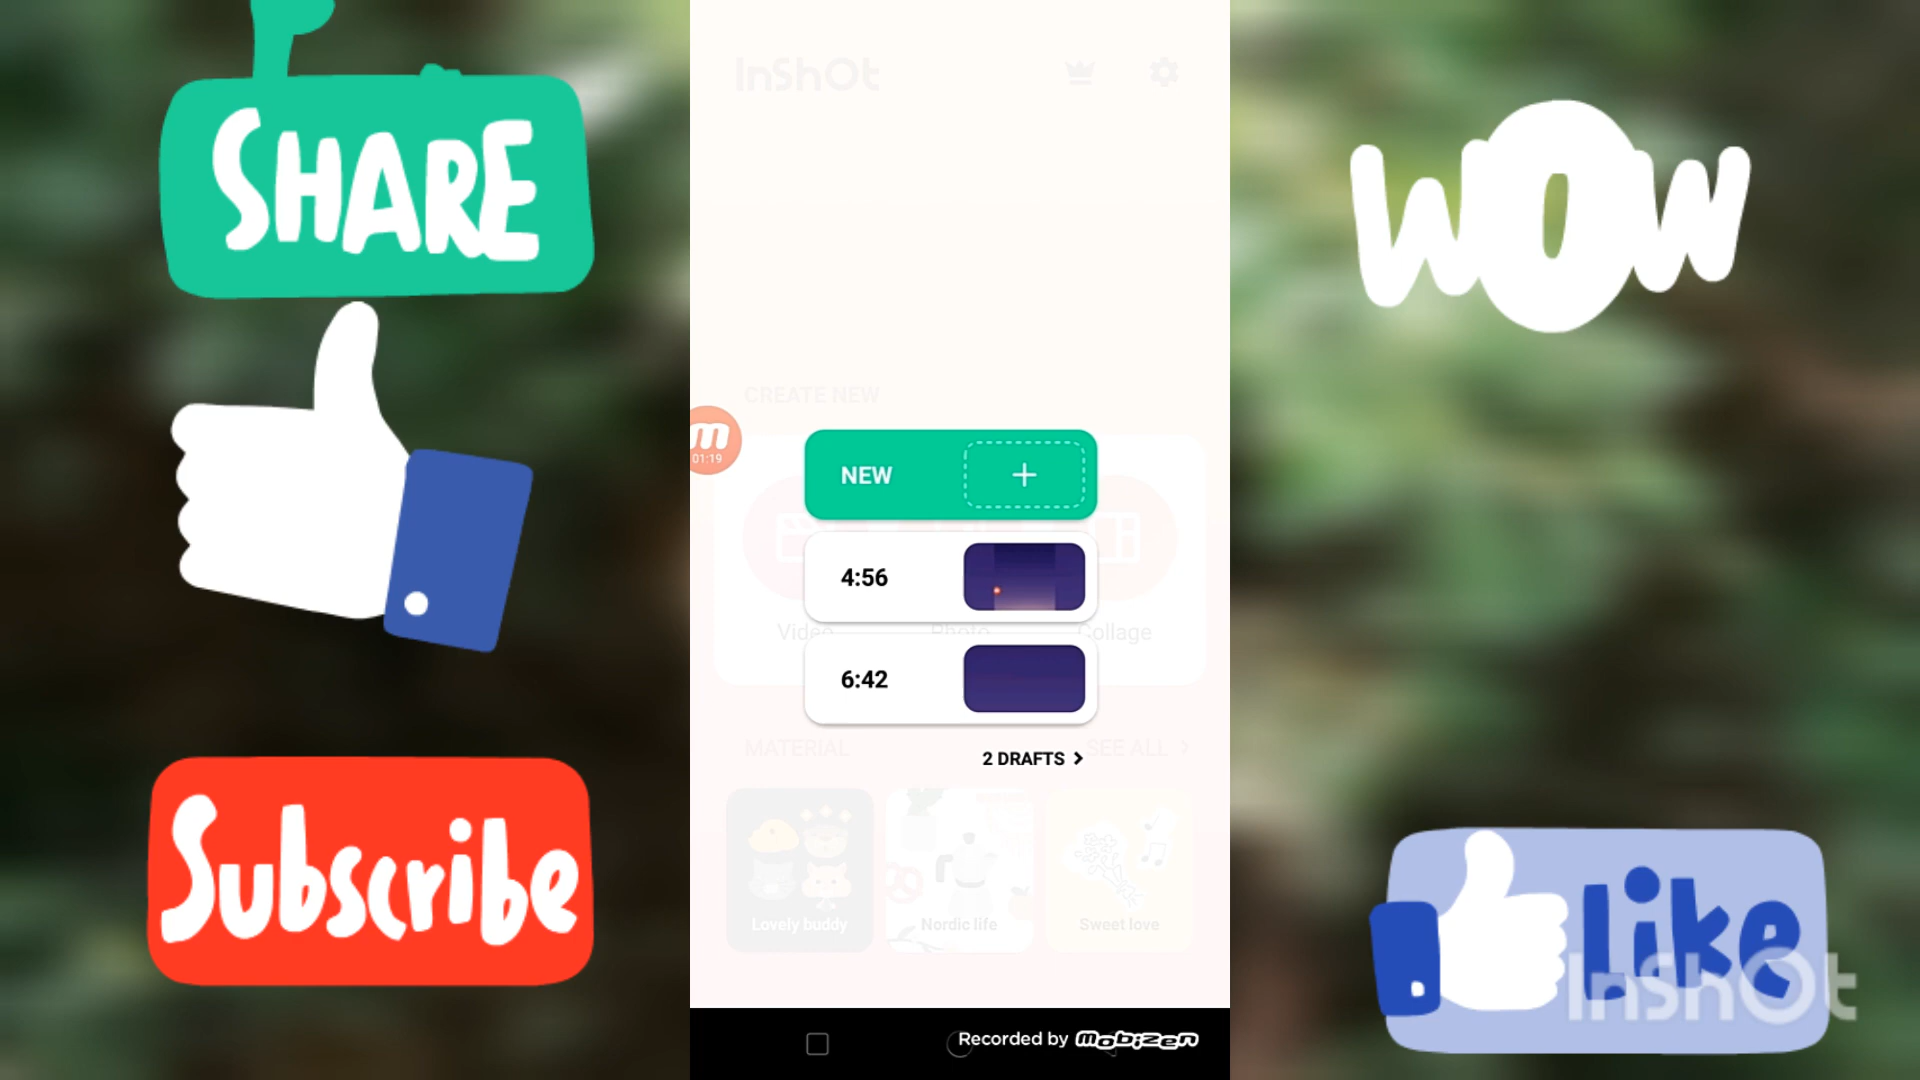 SHARE
Subscribe
InShOt
CREATE NEW
m
01:19
NEW +
4:56
Video
Photo
Collage
6:42
MATERIAL
SEE ALL >
2 DRAFTS >
Lovely buddy
Nordic life
Sweet love
Recorded by mobizen
WOW
Like
InShOt